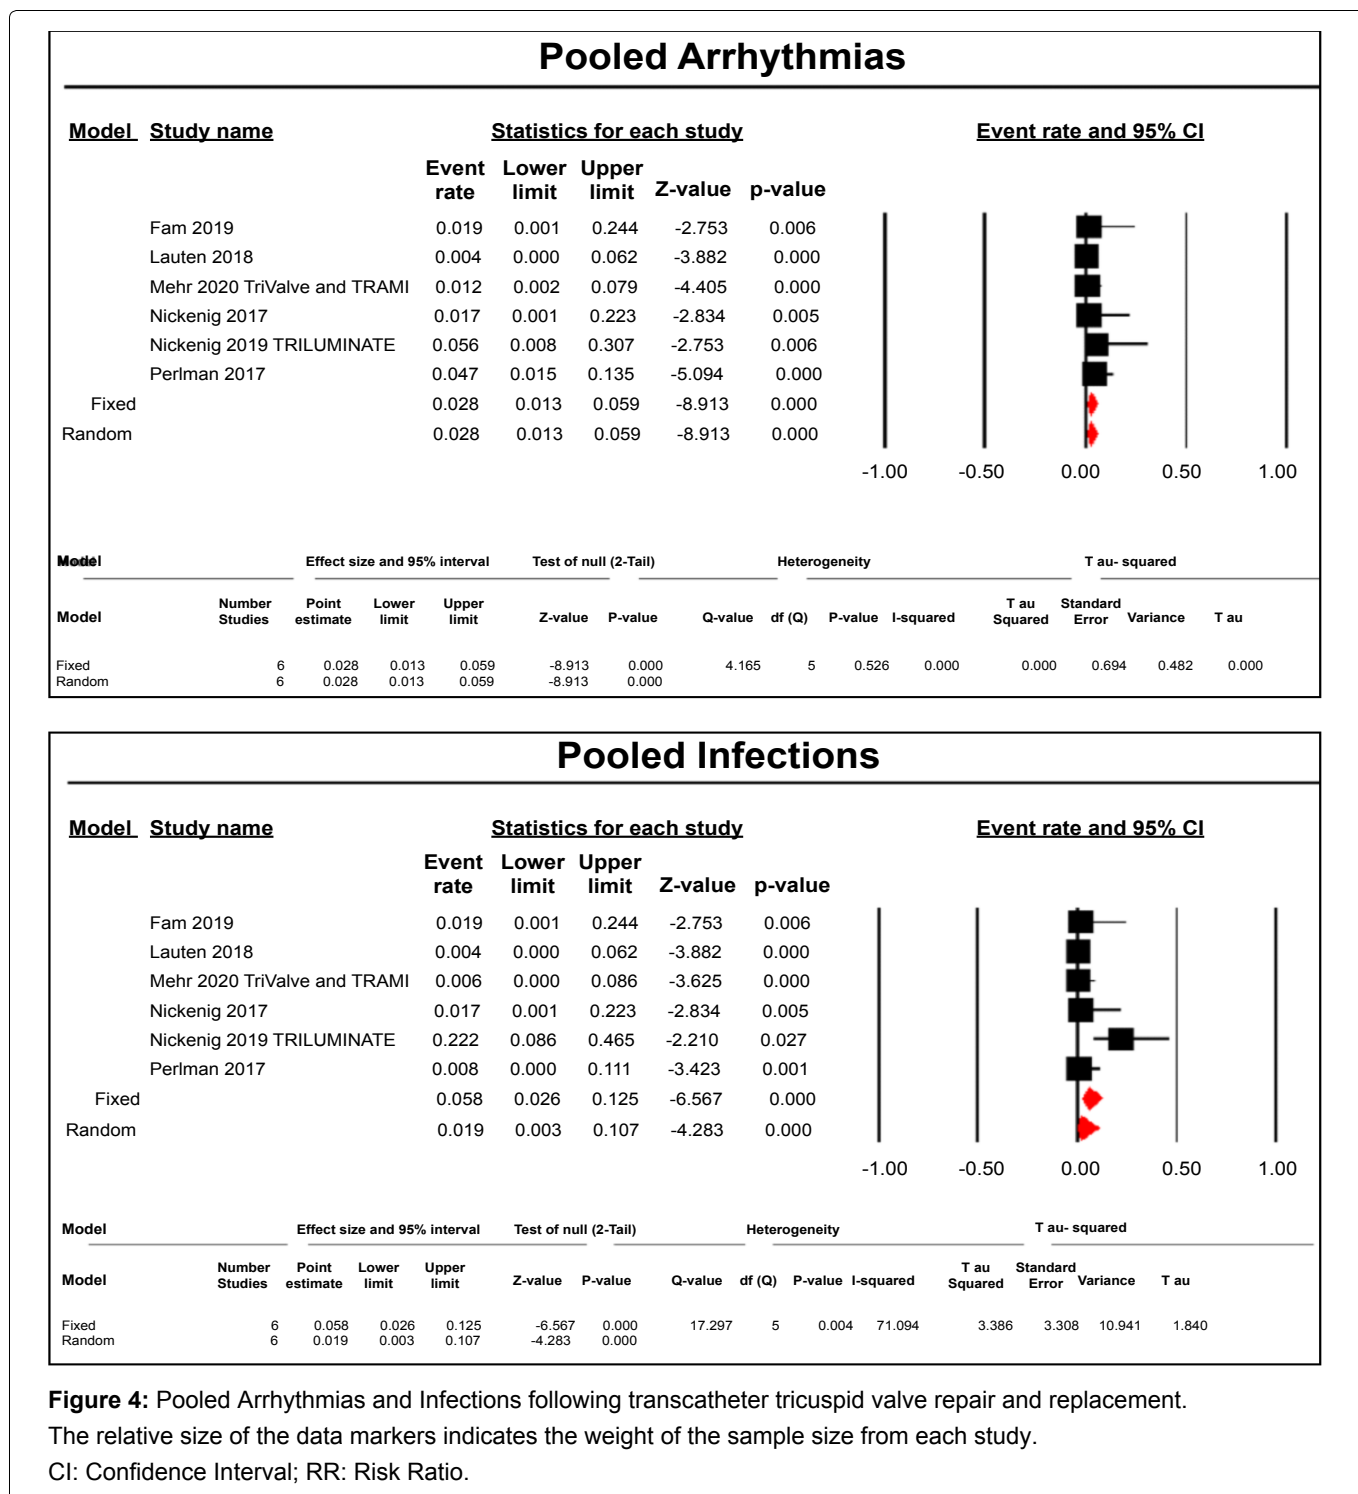 Pooled Arrhythmias
Model Study name Statistics for each study Event rate and 95% CI
Event Lower Upper
rate limit limit Z-value p-value
Fam 2019 0.019 0.001 0.244 -2.753 0.006
Lauten 2018 0.004 0.000 0.062 -3.882 0.000
Mehr 2020 TriValve and TRAMI 0.012 0.002 0.079 -4.405 0.000
Nickenig 2017 0.017 0.001 0.223 -2.834 0.005
Nickenig 2019 TRILUMINATE 0.056 0.008 0.307 -2.753 0.006
Perlman 2017 0.047 0.015 0.135 -5.094 0.000
Fixed 0.028 0.013 0.059 -8.913 0.000
Random 0.028 0.013 0.059 -8.913 0.000
-1.00 -0.50 0.00 0.50 1.00
Model Effect size and 95% interval Test of null (2-Tail) Heterogeneity T au- squared
Number Point Lower Upper T au Standard
Model Studies estimate limit limit Z-value P-value Q-value df (Q) P-value I-squared Squared Error Variance T au
Fixed 6 0.028 0.013 0.059 -8.913 0.000 4.165 5 0.526 0.000 0.000 0.694 0.482 0.000
Random 6 0.028 0.013 0.059 -8.913 0.000
Pooled Infections
Model Study name Statistics for each study Event rate and 95% CI
Event Lower Upper
rate limit limit Z-value p-value
Fam 2019 0.019 0.001 0.244 -2.753 0.006
Lauten 2018 0.004 0.000 0.062 -3.882 0.000
Mehr 2020 TriValve and TRAMI 0.006 0.000 0.086 -3.625 0.000
Nickenig 2017 0.017 0.001 0.223 -2.834 0.005
Nickenig 2019 TRILUMINATE 0.222 0.086 0.465 -2.210 0.027
Perlman 2017 0.008 0.000 0.111 -3.423 0.001
Fixed 0.058 0.026 0.125 -6.567 0.000
Random 0.019 0.003 0.107 -4.283 0.000
-1.00 -0.50 0.00 0.50 1.00
Model Effect size and 95% interval Test of null (2-Tail) Heterogeneity T au- squared
Number Point Lower Upper T au Standard
Model Studies estimate limit limit Z-value P-value Q-value df (Q) P-value I-squared Squared Error Variance T au
Fixed 6 0.058 0.026 0.125 -6.567 0.000 17.297 5 0.004 71.094 3.386 3.308 10.941 1.840
Random 6 0.019 0.003 0.107 -4.283 0.000
Figure 4: Pooled Arrhythmias and Infections following transcatheter tricuspid valve repair and replacement.
The relative size of the data markers indicates the weight of the sample size from each study.
CI: Confidence Interval; RR: Risk Ratio.